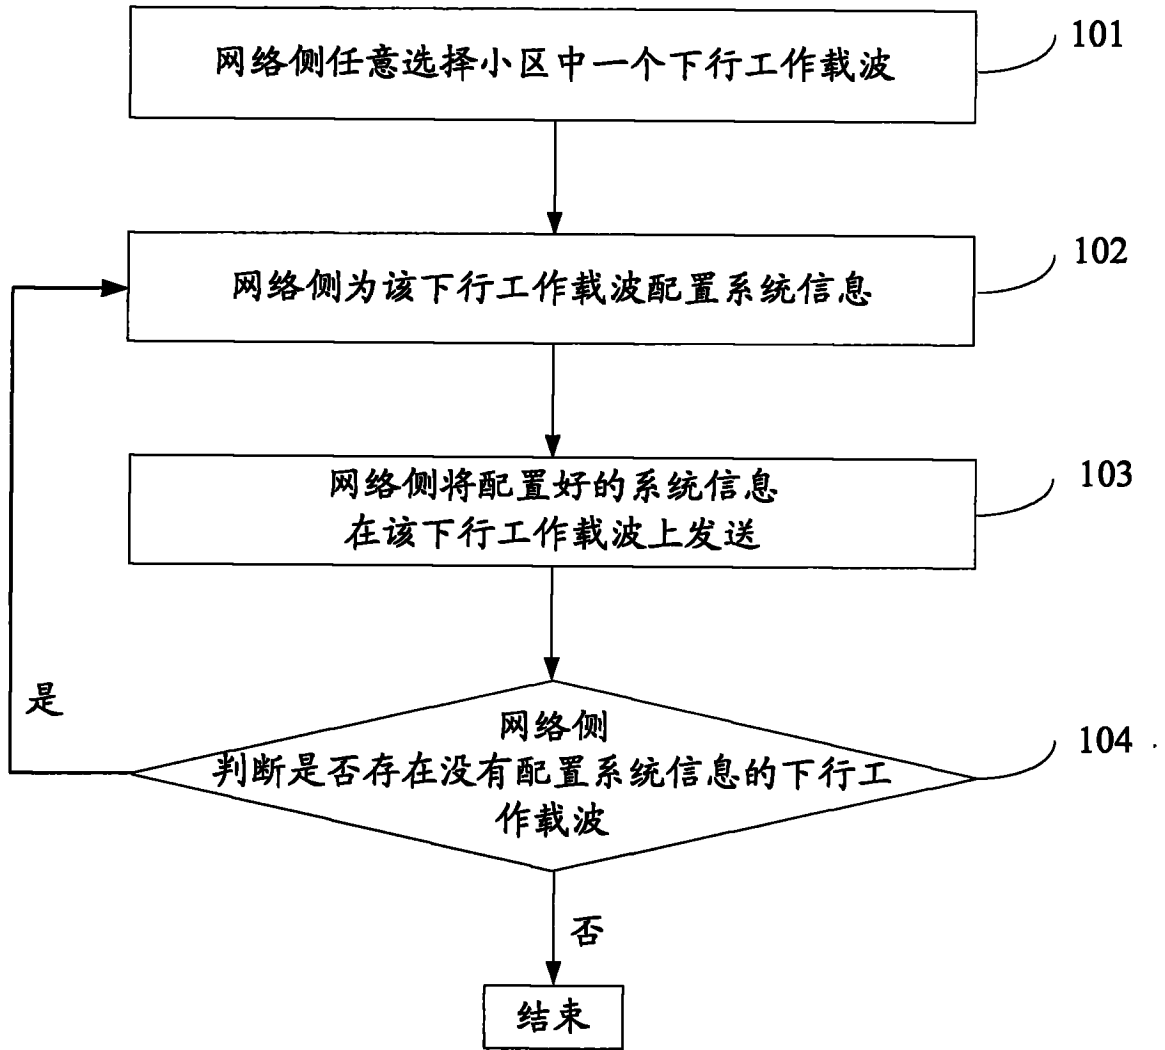 网络侧任意选择小区中一个下行工作载波
101
网络侧为该下行工作载波配置系统信息
102
网络侧将配置好的系统信息
在该下行工作载波上发送
103
是
网络侧
判断是否存在没有配置系统信息的下行工
作载波
104
否
结束